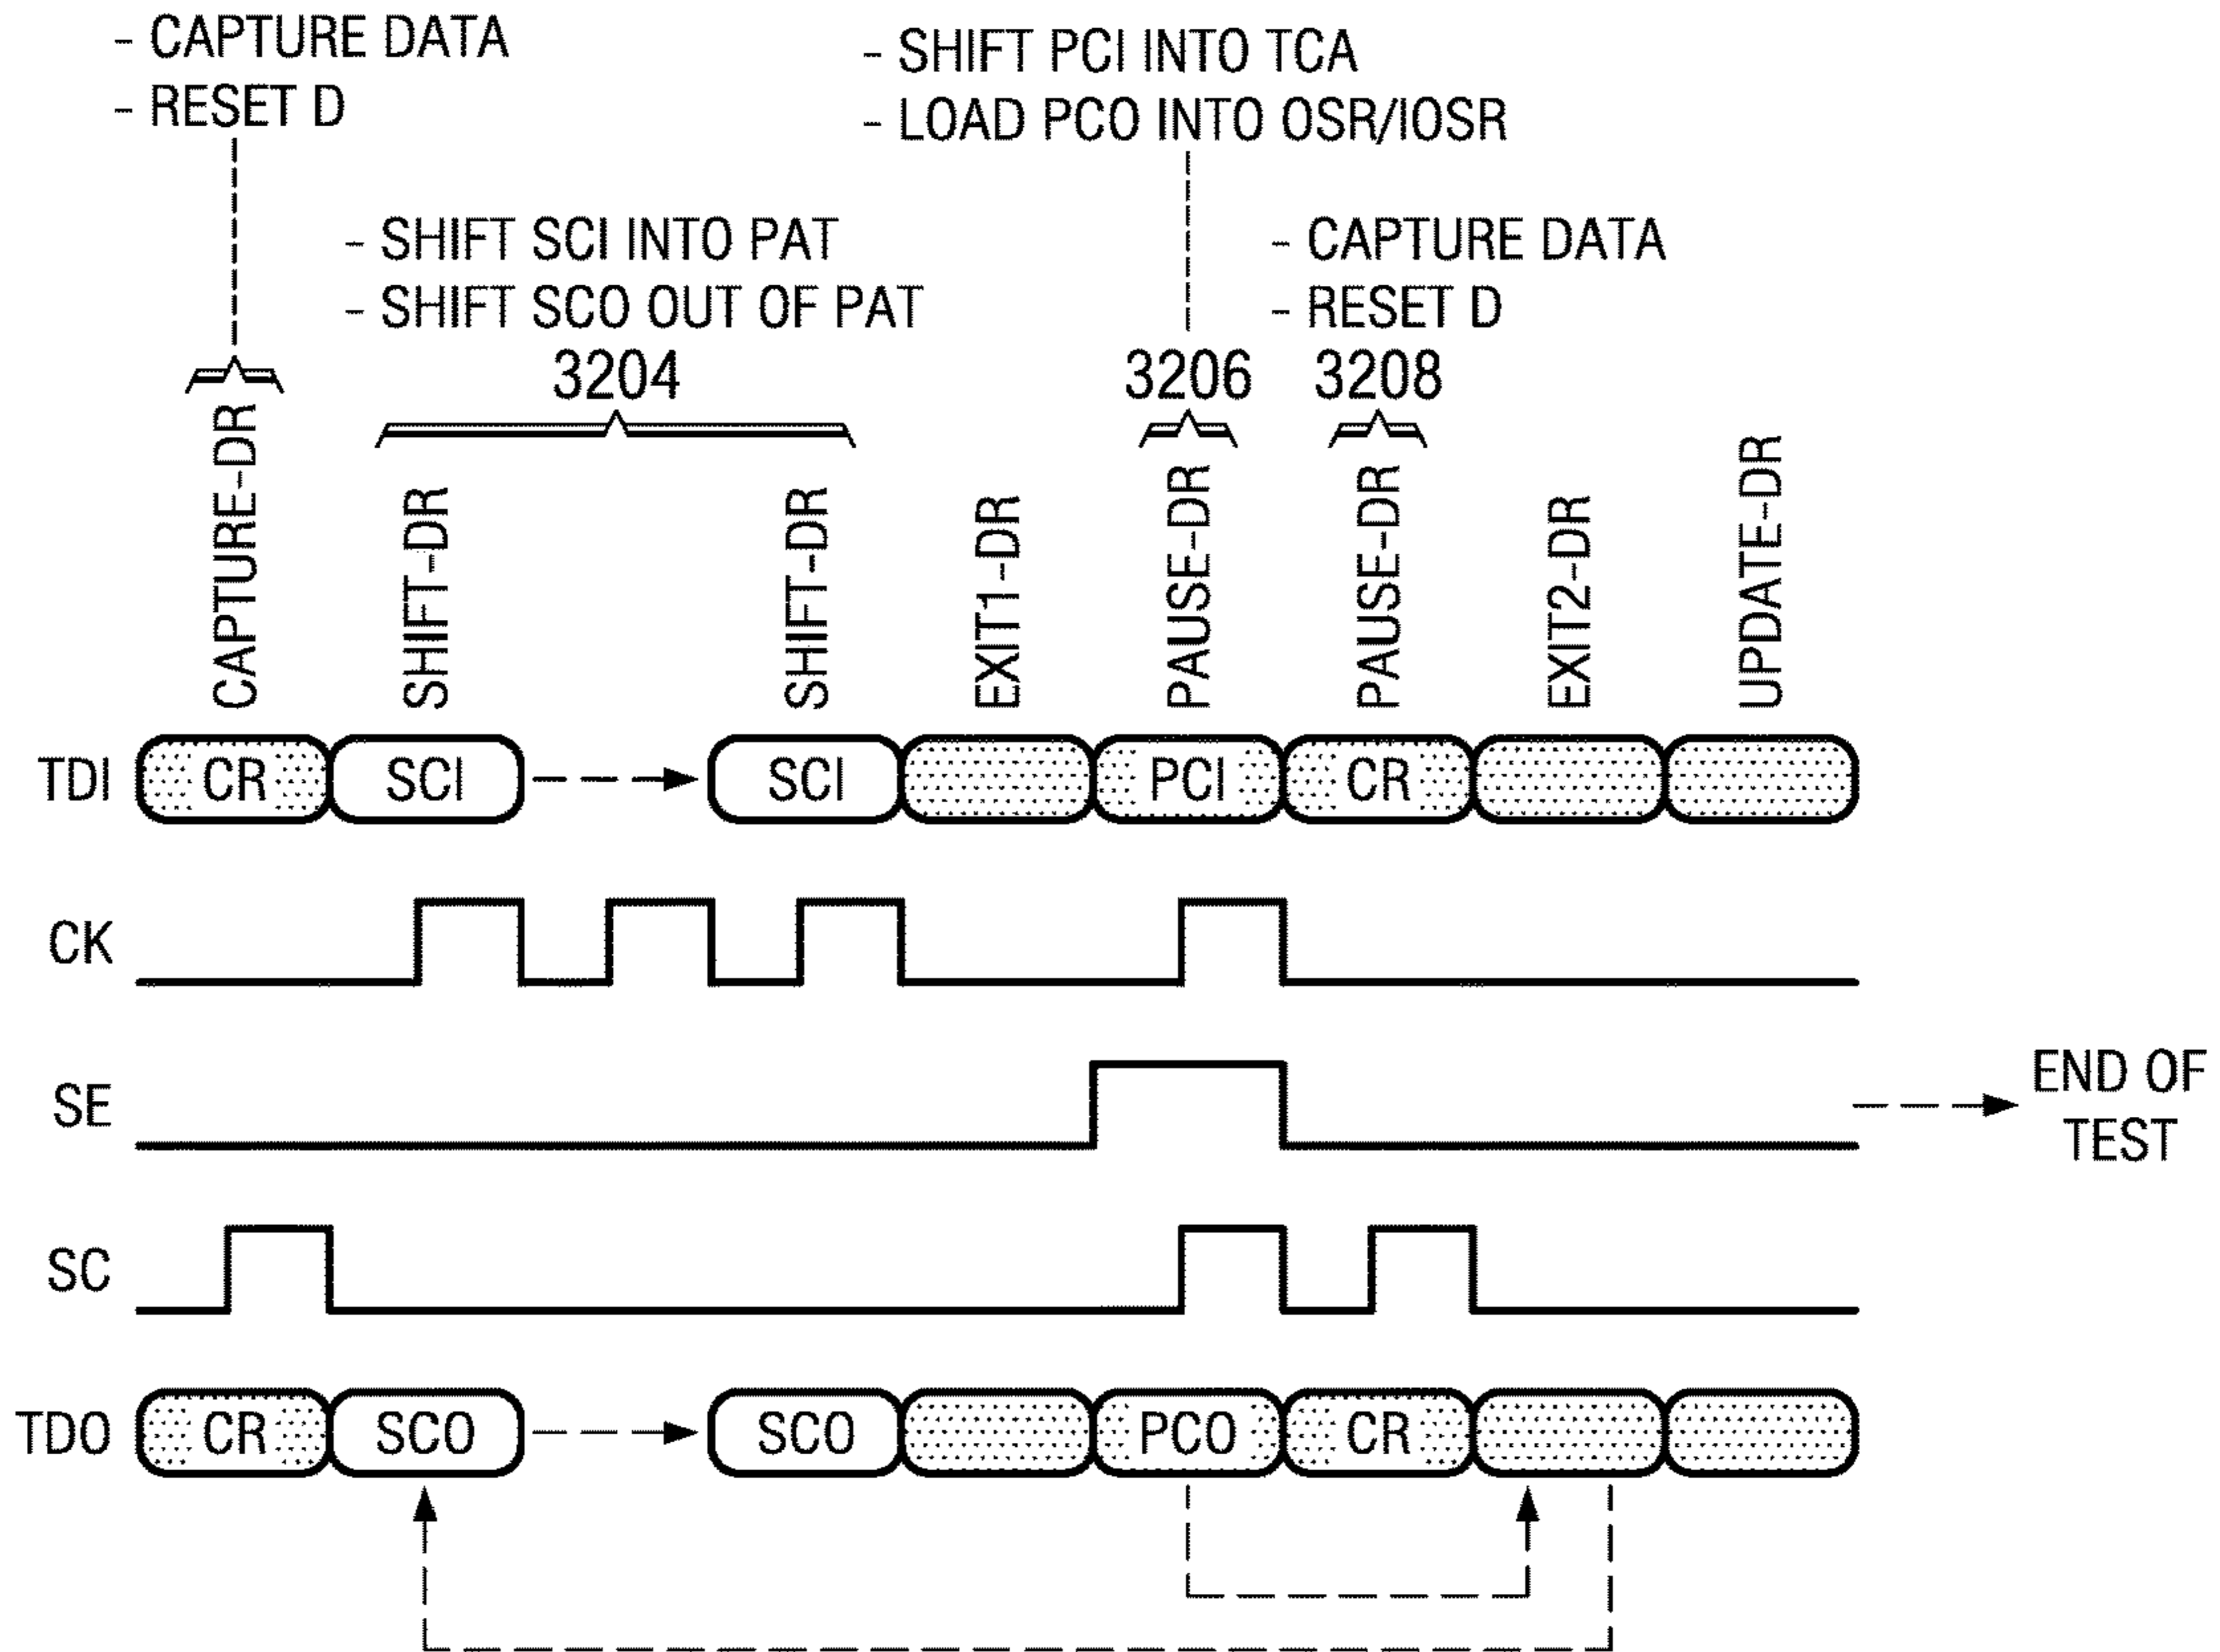 - CAPTURE DATA
- RESET D
- SHIFT PCI INTO TCA
- LOAD PCO INTO OSR/IOSR
- SHIFT SCI INTO PAT
- SHIFT SCO OUT OF PAT
- CAPTURE DATA
- RESET D
3204
3206
3208
CAPTURE-DR
SHIFT-DR
SHIFT-DR
EXIT1-DR
PAUSE-DR
PAUSE-DR
EXIT2-DR
UPDATE-DR
TDI CR SCI SCI PCI CR
CK
SE
END OF
TEST
SC
TDO CR SCO SCO PCO CR